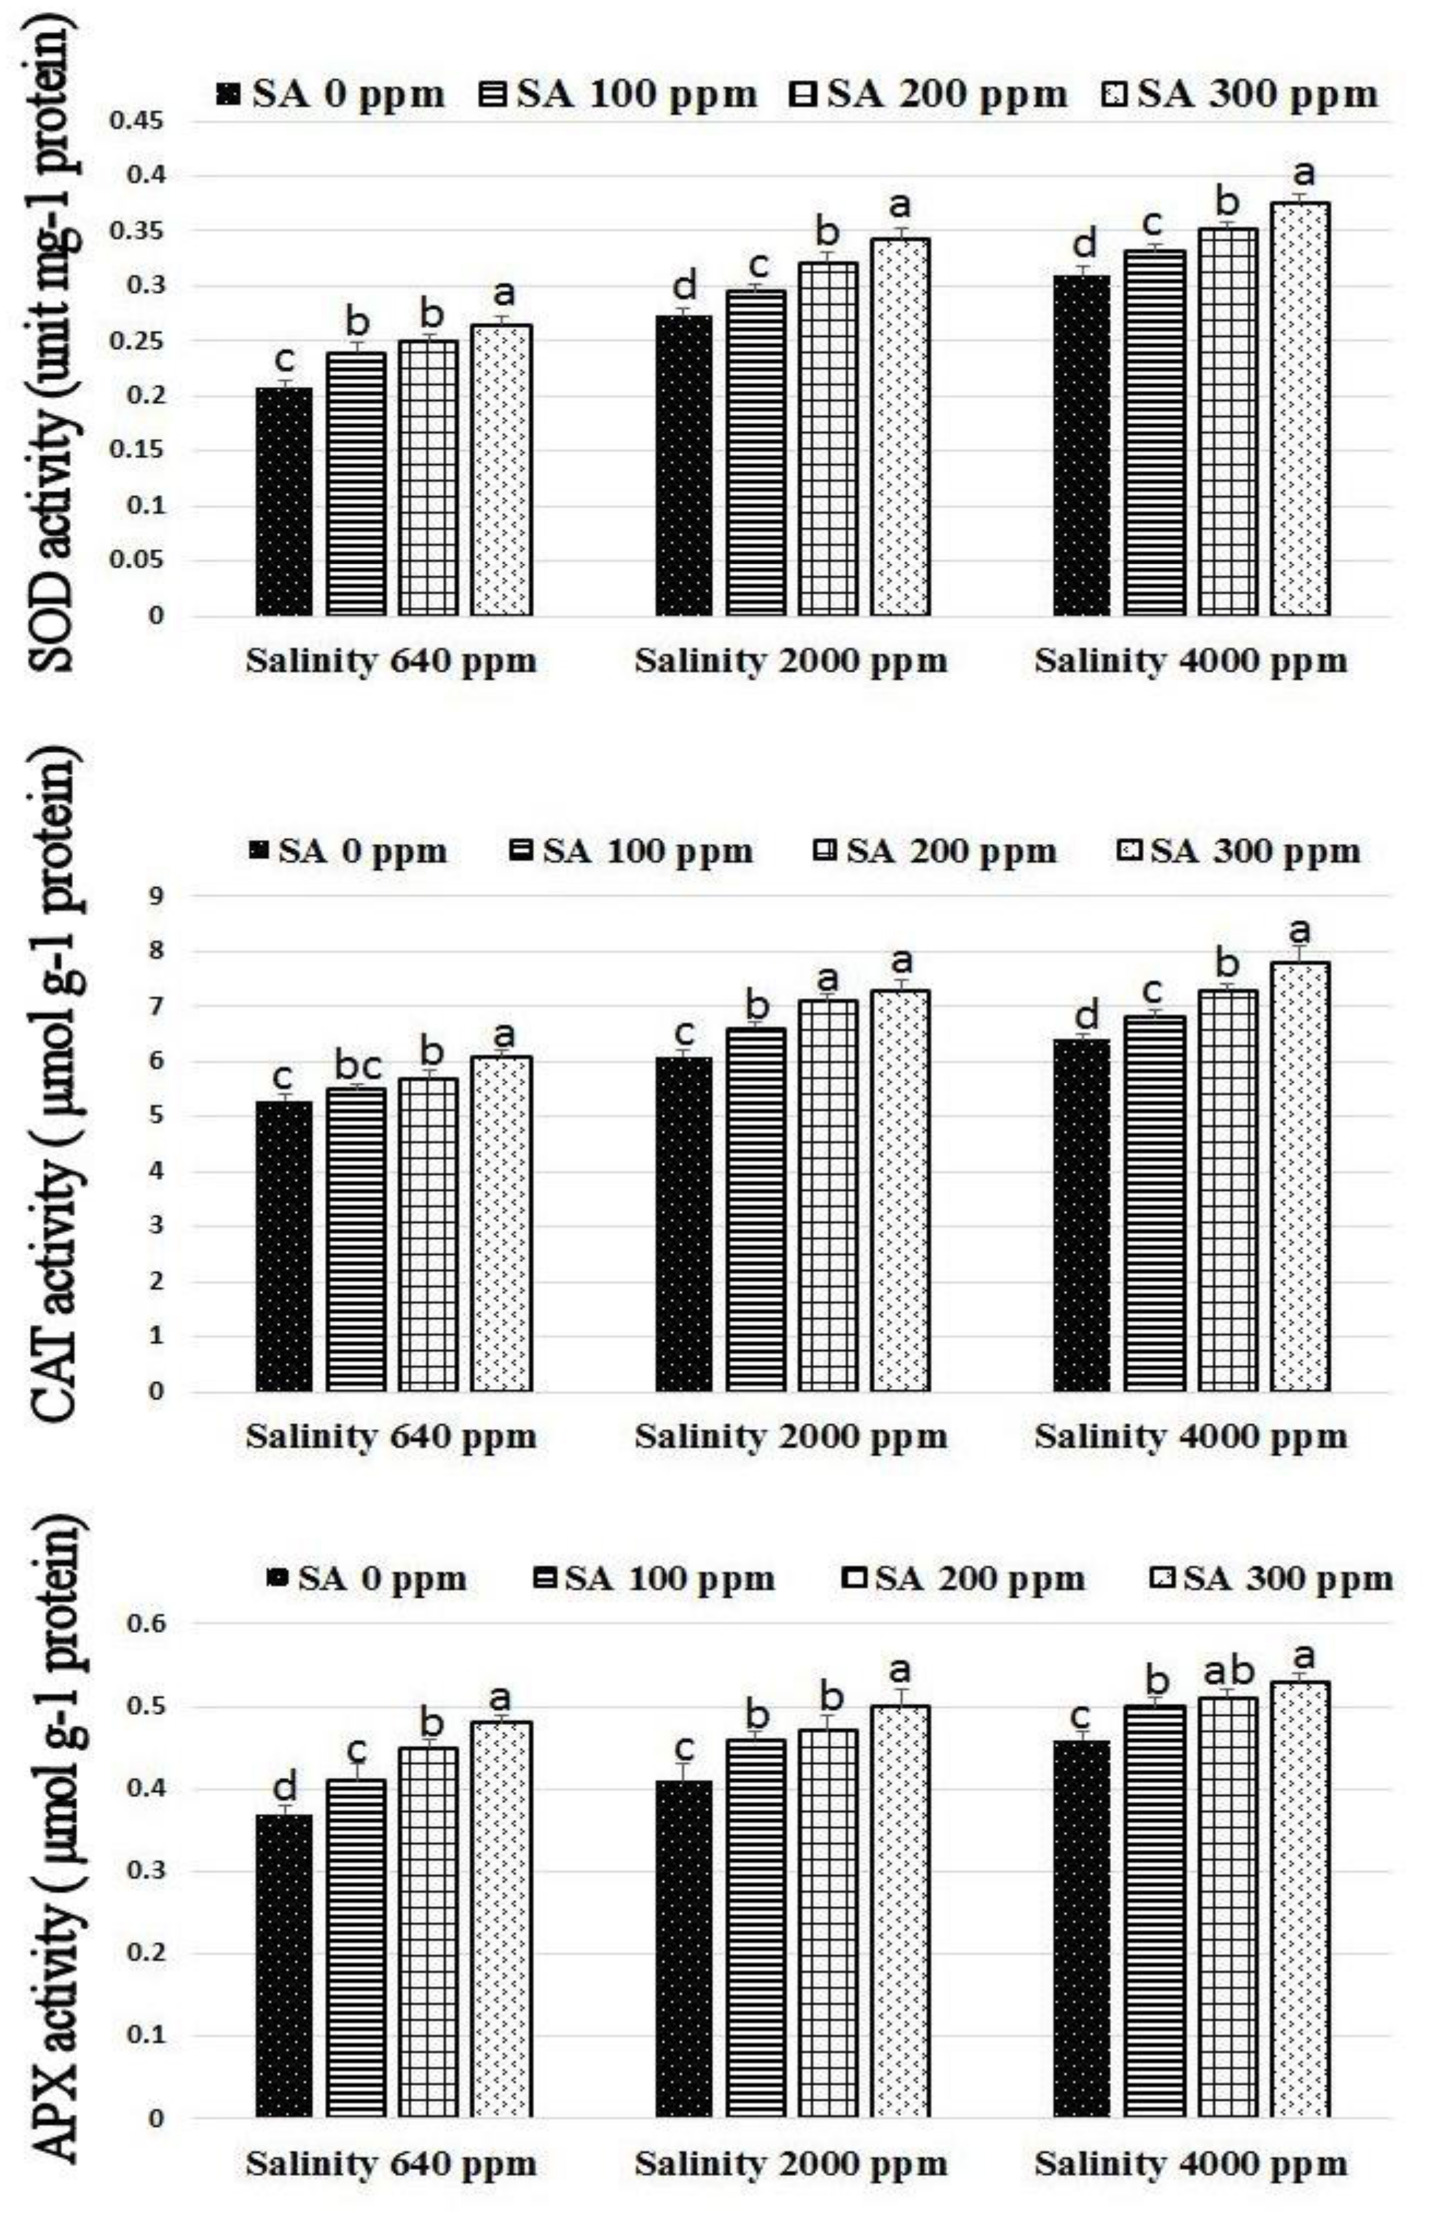 SOD activity (unit mg-1 protein)
SA 0 ppm SA 100 ppm SA 200 ppm SA 300 ppm
0.45
0.4
0.35
0.3
0.25
0.2
0.15
0.1
0.05
0
c b b a
d c b a
d c b a
Salinity 640 ppm Salinity 2000 ppm Salinity 4000 ppm
CAT activity ( µmol g-1 protein)
SA 0 ppm SA 100 ppm SA 200 ppm SA 300 ppm
9
8
7
6
5
4
3
2
1
0
c bc b a
c b a a
d c b a
Salinity 640 ppm Salinity 2000 ppm Salinity 4000 ppm
APX activity ( µmol g-1 protein)
SA 0 ppm SA 100 ppm SA 200 ppm SA 300 ppm
0.6
0.5
0.4
0.3
0.2
0.1
0
d c b a
c b b a
c b ab a
Salinity 640 ppm Salinity 2000 ppm Salinity 4000 ppm